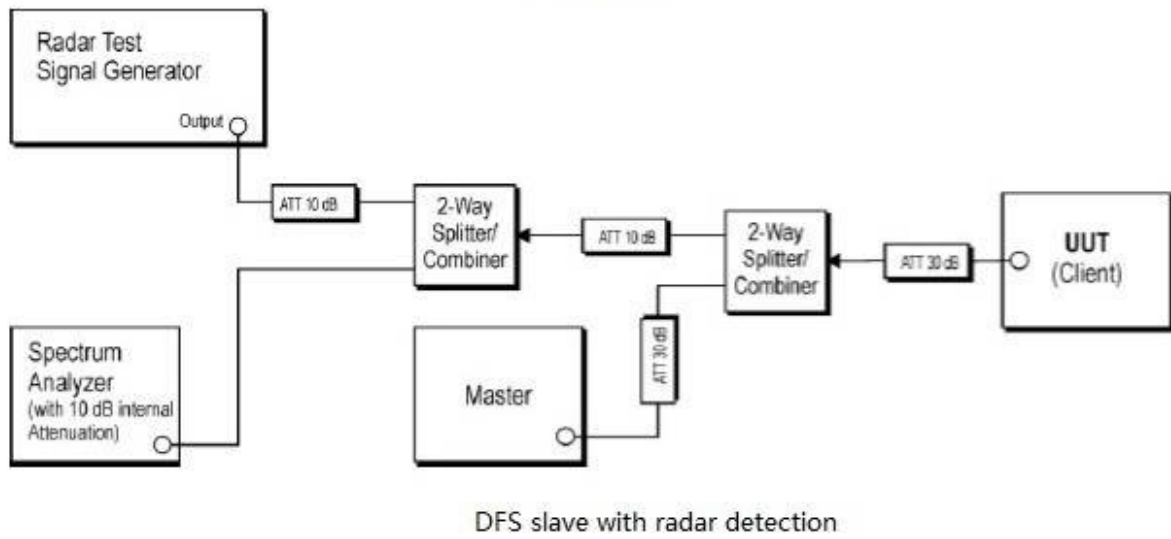 Radar Test
Signal Generator
Output
ATT 10 dB
2-Way
Splitter/
Combiner
ATT 10 dB
2-Way
Splitter/
Combiner
ATT 30 dB
UUT
(Client)
Spectrum
Analyzer
(with 10 dB internal
Attenuation)
Master
ATT 30 dB
DFS slave with radar detection